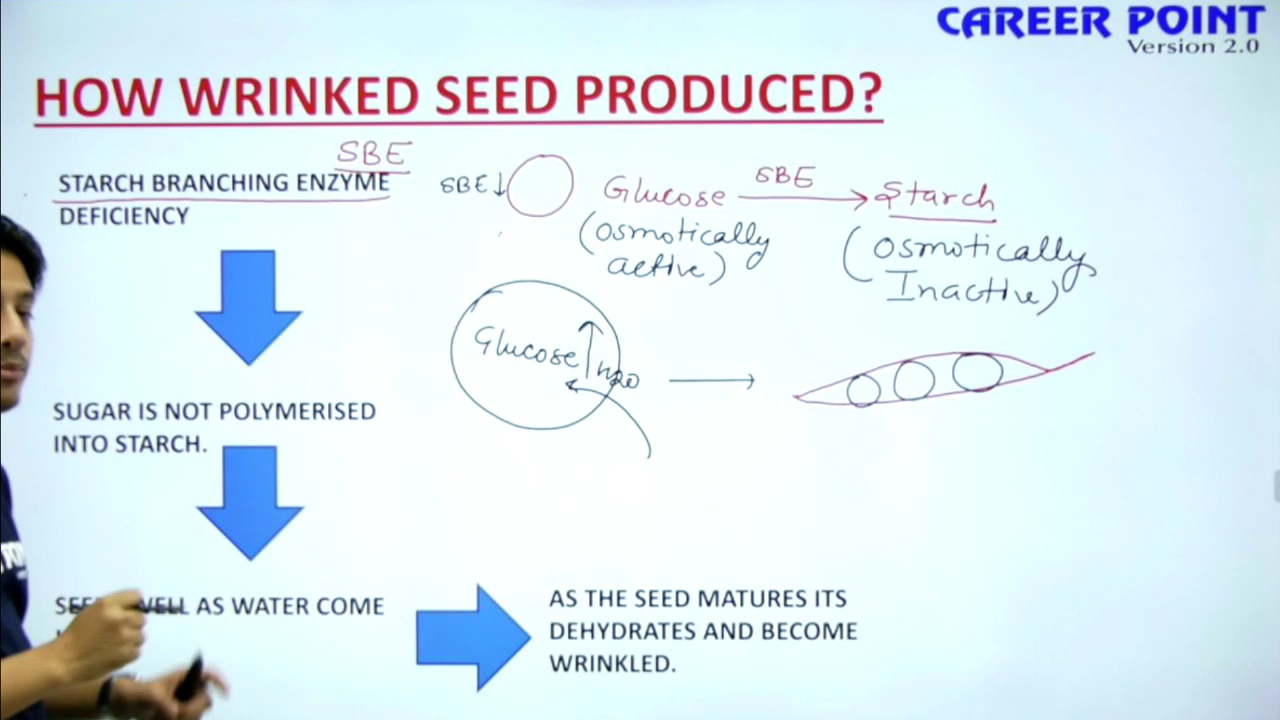 CAREER POINT
Version 2.0
HOW WRINKED SEED PRODUCED?
SBE
STARCH BRANCHING ENZYME
DEFICIENCY
SBE↓
Glucose
SBE
Starch
(Osmotically
active)
(Osmotically
Inactive)
Glucose↑
H2O
SUGAR IS NOT POLYMERISED
INTO STARCH.
AS WATER COME
AS THE SEED MATURES ITS
DEHYDRATES AND BECOME
WRINKLED.